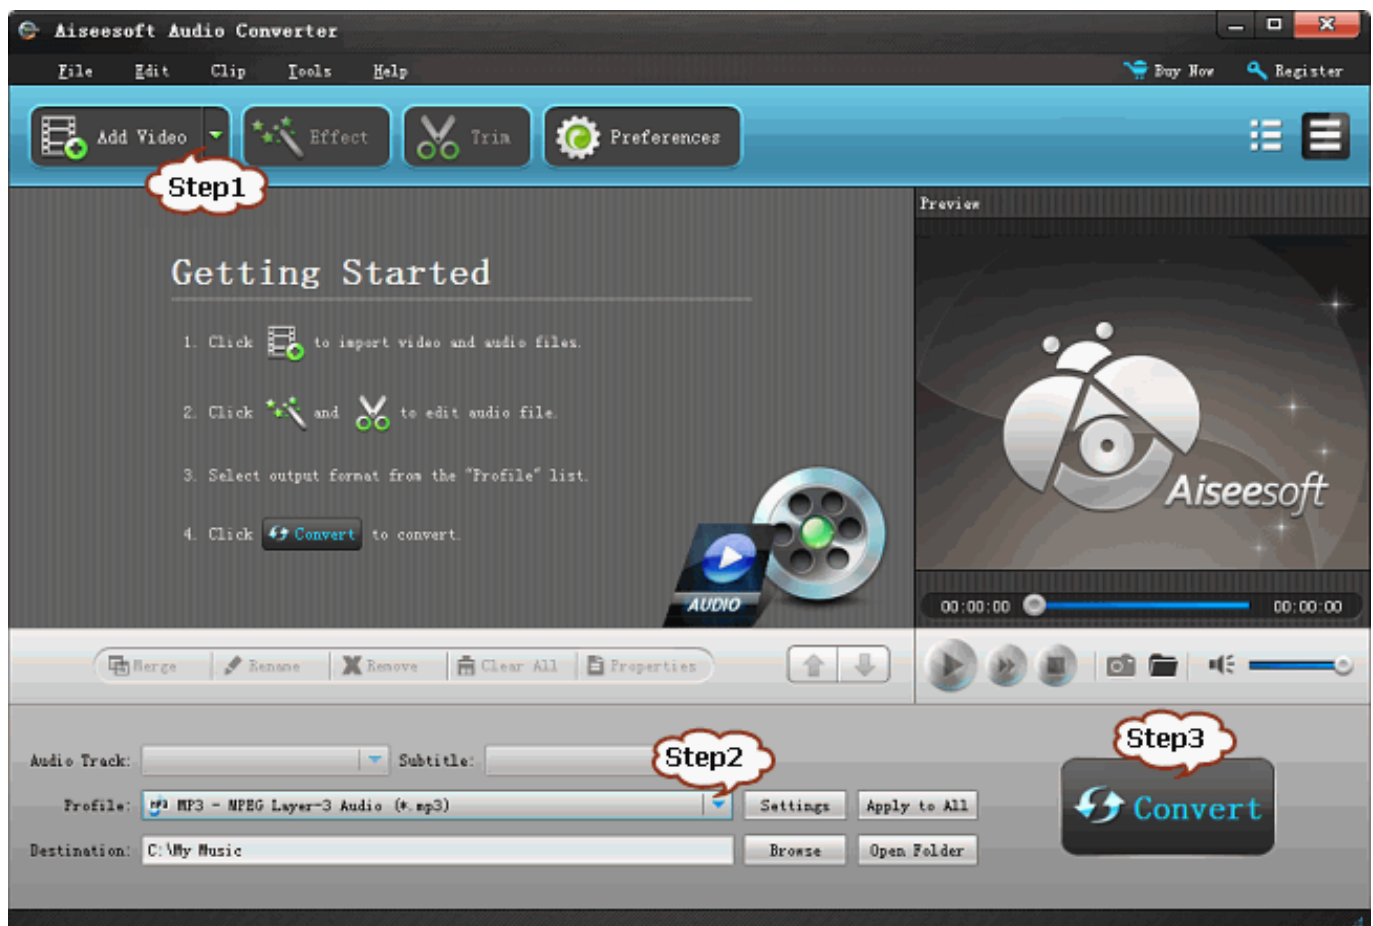 Aiseesoft Audio Converter
File Edit Clip Tools Help Buy Now Register
Add Video Effect Trim Preferences
Step1
Preview
Getting Started
1. Click to import video and audio files.
2. Click and to edit audio file.
3. Select output format from the "Profile" list.
4. Click Convert to convert.
Aiseesoft
AUDIO
00:00:00 00:00:00
Merge Rename Remove Clear All Properties
Step2
Step3
Audio Track: Subtitle:
Profile: MP3 - MPEG Layer-3 Audio (*.mp3) Settings Apply to All
Convert
Destination: C:\My Music Browse Open Folder